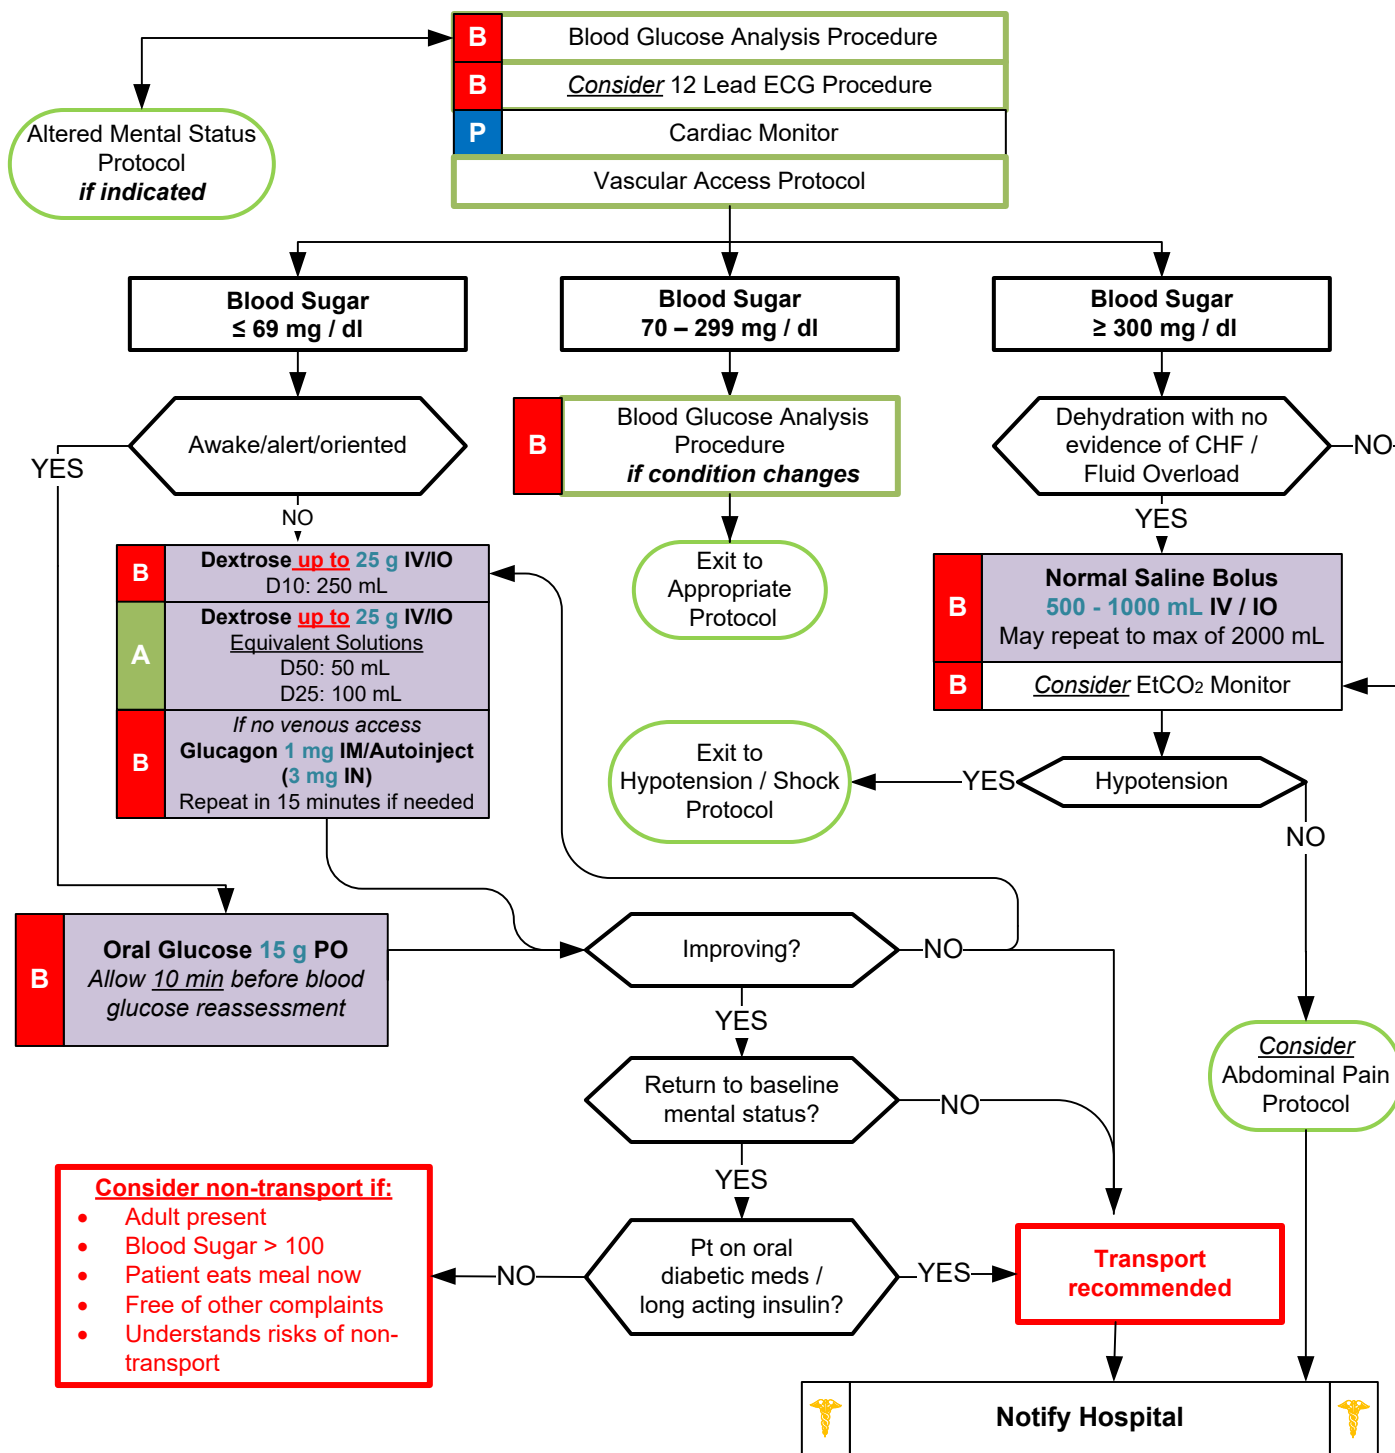 B Blood Glucose Analysis Procedure
B Consider 12 Lead ECG Procedure
P Cardiac Monitor
Vascular Access Protocol
Altered Mental Status
Protocol
if indicated
Blood Sugar
≤ 69 mg / dl
Blood Sugar
70 – 299 mg / dl
Blood Sugar
≥ 300 mg / dl
Awake/alert/oriented
YES
NO
B
Blood Glucose Analysis
Procedure
if condition changes
Dehydration with no
evidence of CHF /
Fluid Overload
NO
YES
B
Dextrose up to 25 g IV/IO
D10: 250 mL
A
Dextrose up to 25 g IV/IO
Equivalent Solutions
D50: 50 mL
D25: 100 mL
B
If no venous access
Glucagon 1 mg IM/Autoinject
(3 mg IN)
Repeat in 15 minutes if needed
Exit to
Appropriate
Protocol
B
Normal Saline Bolus
500 - 1000 mL IV / IO
May repeat to max of 2000 mL
B Consider EtCO2 Monitor
Exit to
Hypotension / Shock
Protocol
YES
Hypotension
NO
B
Oral Glucose 15 g PO
Allow 10 min before blood
glucose reassessment
Improving?
NO
YES
Return to baseline
mental status?
NO
YES
Consider
Abdominal Pain
Protocol
Consider non-transport if:
• Adult present
• Blood Sugar > 100
• Patient eats meal now
• Free of other complaints
• Understands risks of non-
transport
NO
Pt on oral
diabetic meds /
long acting insulin?
YES
Transport
recommended
Notify Hospital